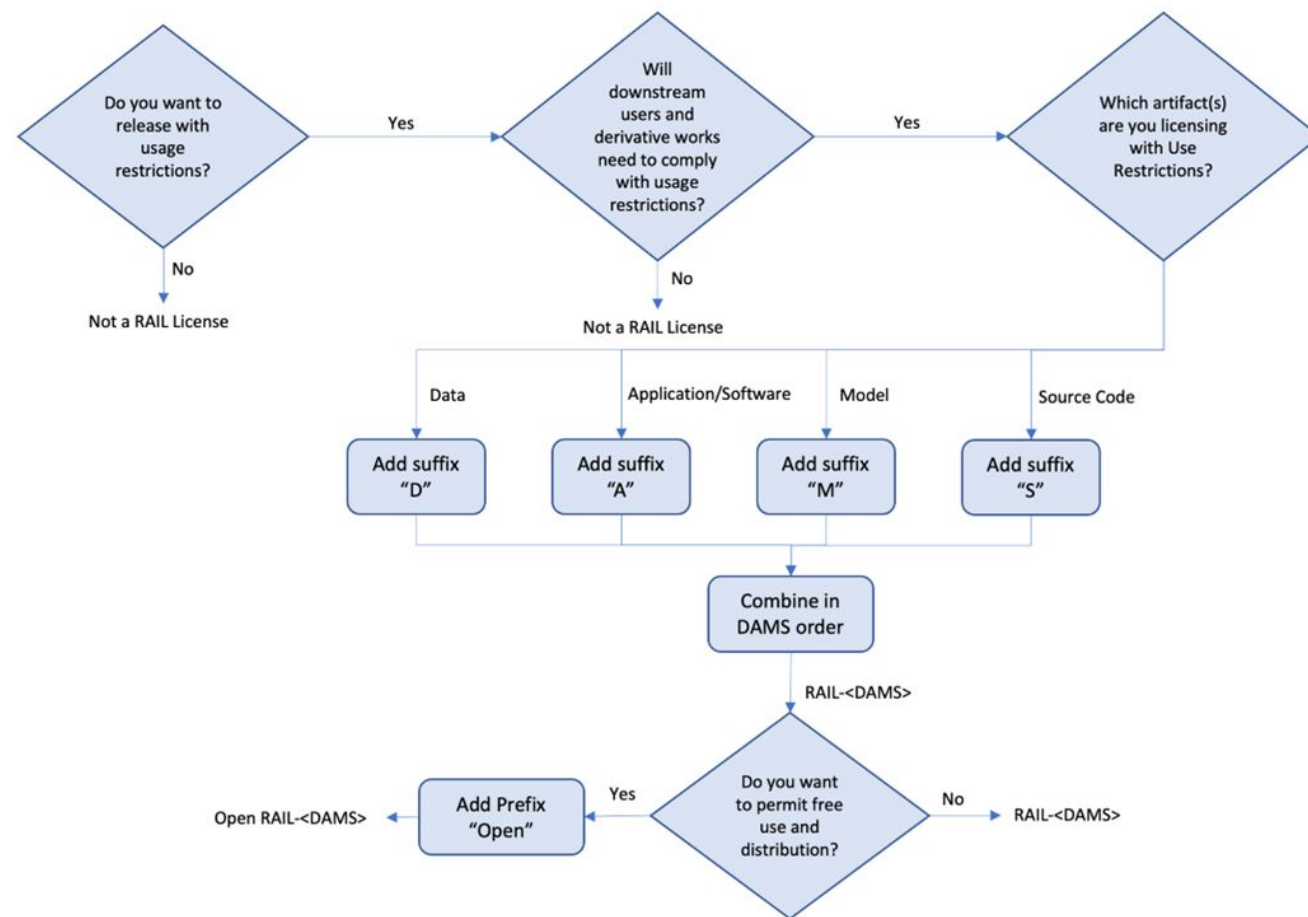 Do you want to
release with
usage
restrictions?
Yes
Will
downstream
users and
derivative works
need to comply
with usage
restrictions?
Yes
Which artifact(s)
are you licensing
with Use
Restrictions?
No
Not a RAIL License
No
Not a RAIL License
Data
Application/Software
Model
Source Code
Add suffix
“D”
Add suffix
“A”
Add suffix
“M”
Add suffix
“S”
Combine in
DAMS order
RAIL-<DAMS>
Do you want
to permit free
use and
distribution?
Yes
Add Prefix
“Open”
Open RAIL-<DAMS>
No
RAIL-<DAMS>